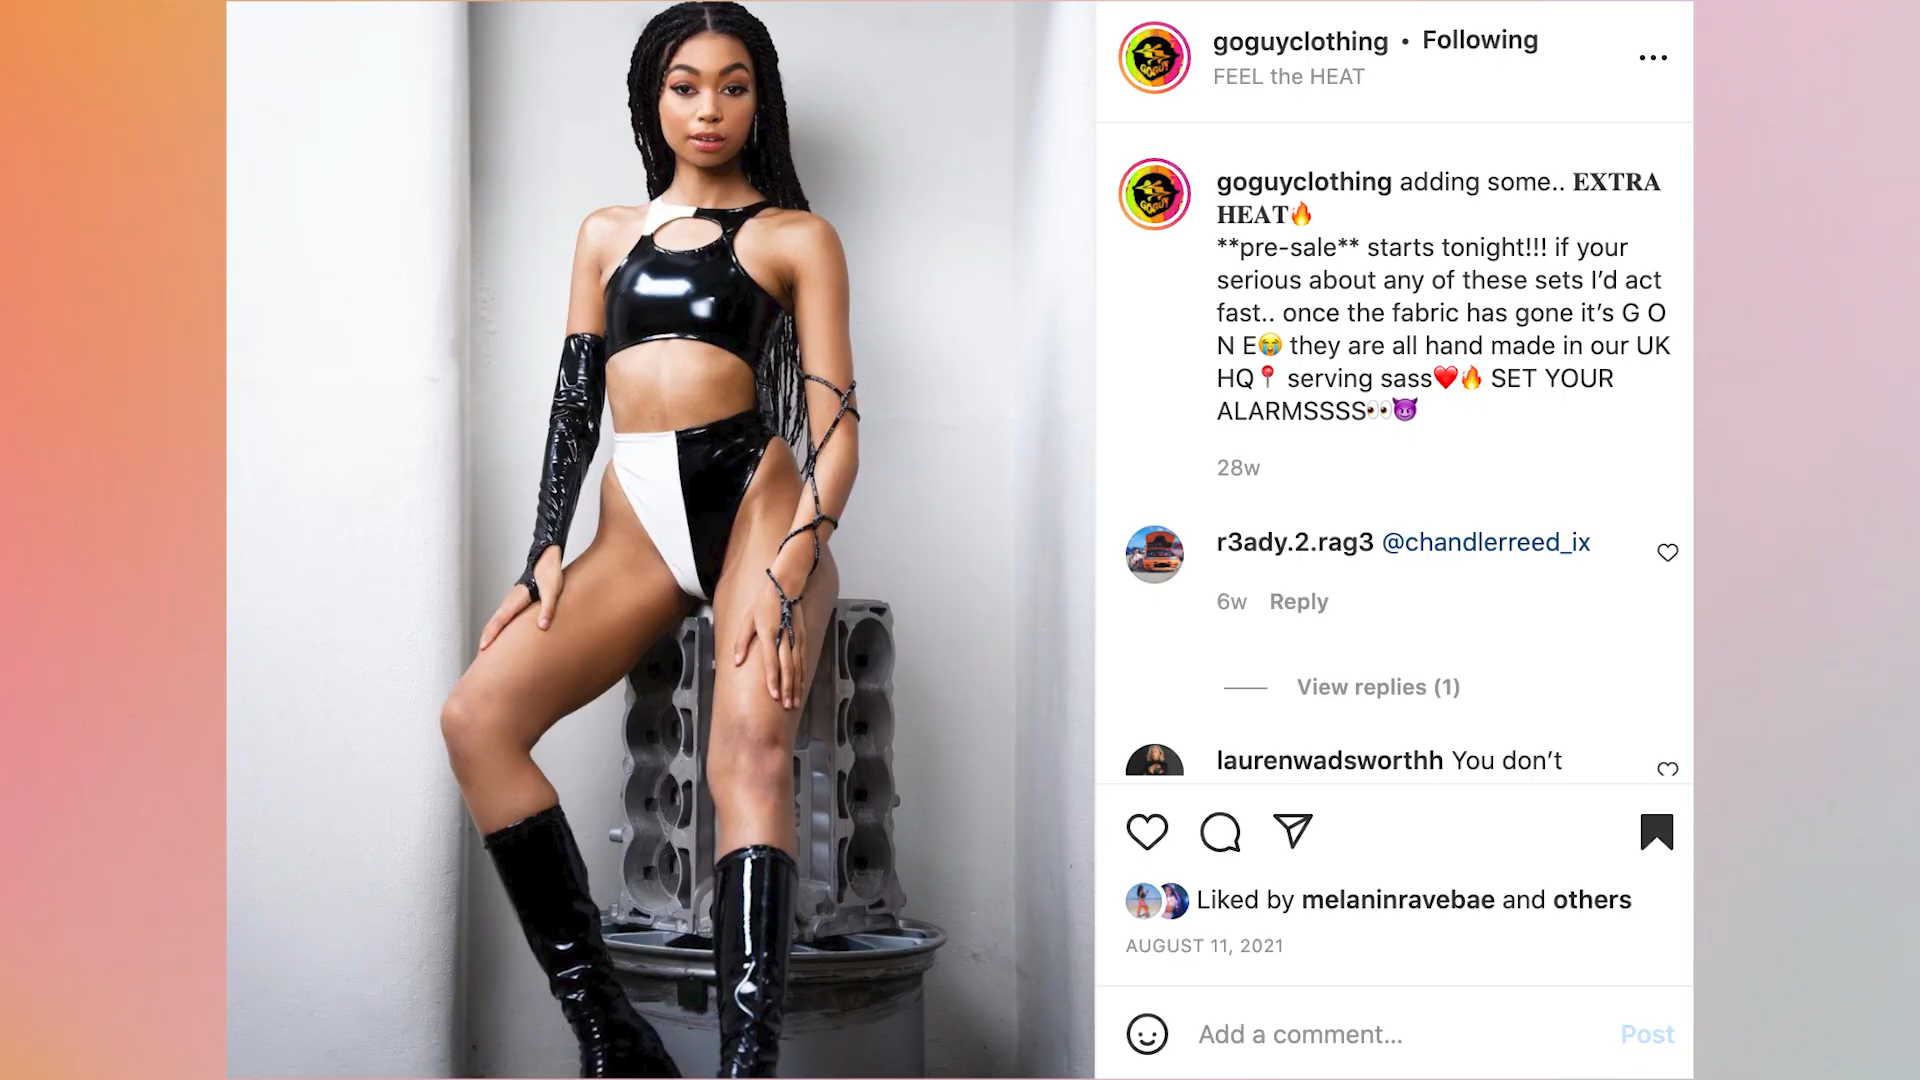 goguyclothing • Following
FEEL the HEAT
GOGUY
goguyclothing adding some.. 𝐄𝐗𝐓𝐑𝐀
𝐇𝐄𝐀𝐓🔥
**pre-sale** starts tonight!!! if your
serious about any of these sets I’d act
fast.. once the fabric has gone it’s G O
N E😭 they are all hand made in our UK
HQ📍 serving sass❤️🔥 SET YOUR
ALARMSSSS👀😈
GOGUY
28w
r3ady.2.rag3 @chandlerreed_ix
6w Reply
View replies (1)
laurenwadsworthh You don’t
Liked by melaninravebae and others
AUGUST 11, 2021
Add a comment... Post